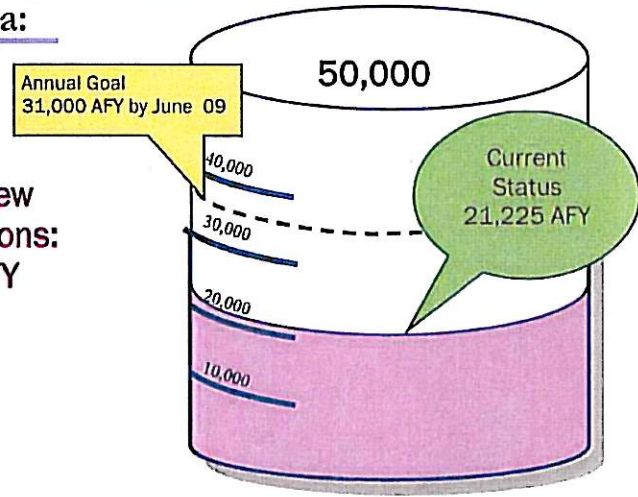 a:
50,000
Annual Goal
31,000 AFY by June 09
40,000
Current
Status
21,225 AFY
ew
ons:
Y
30,000
20,000
10,000